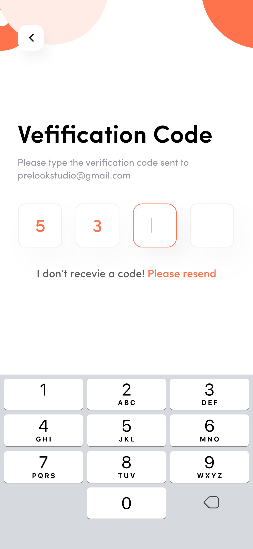 Vefification Code
Please type the verification code sent to
prelookstudio@gmail.com
5 3
I don't recevie a code! Please resend
1 2 3
ABC DEF
4 5 6
GHI JKL MNO
7 8 9
PQRS TUV WXYZ
0